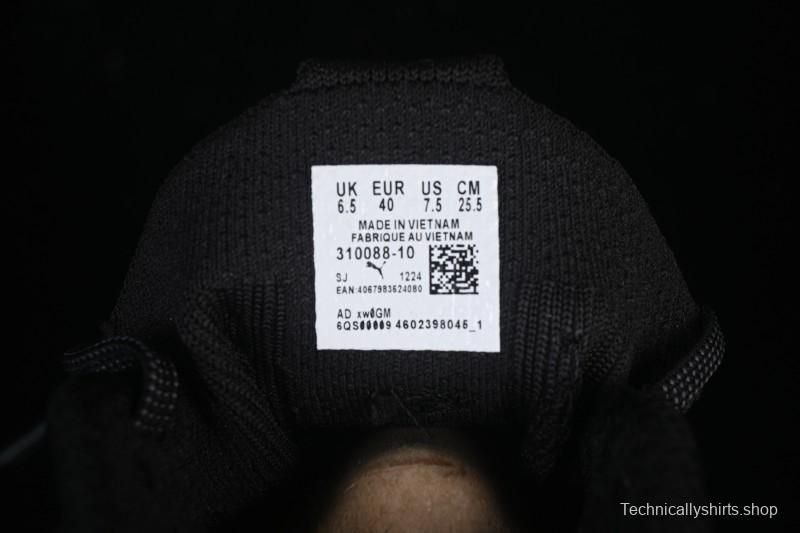 UK EUR US CM
6.5 40 7.5 25.5
MADE IN VIETNAM
FABRIQUE AU VIETNAM
310088-10
SJ 1224
EAN:4067983624080
AD xw0GM
6QS00009 4602398045_1
Technicallyshirts.shop